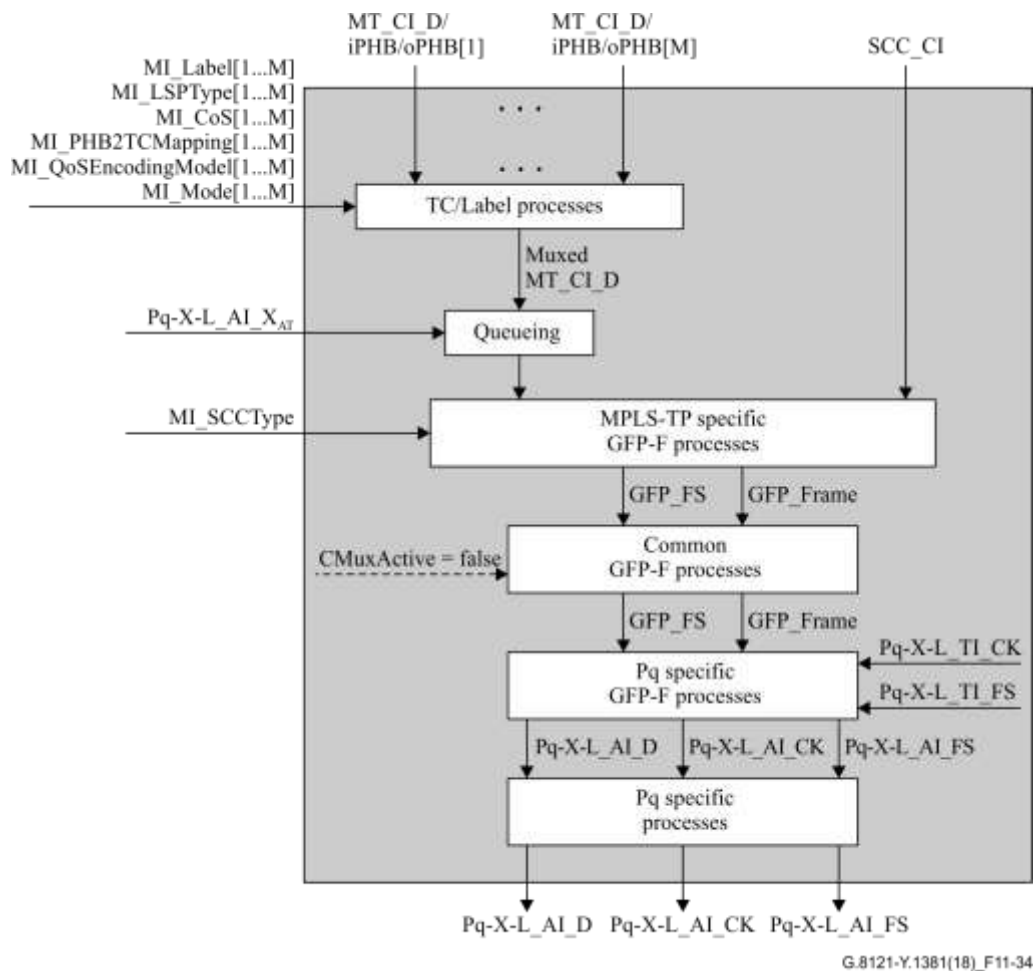 MT_CI_D/
iPHB/oPHB[1]
MT_CI_D/
iPHB/oPHB[M]
SCC_CI
MI_Label[1...M]
MI_LSPType[1...M]
MI_CoS[1...M]
MI_PHB2TCMapping[1...M]
MI_QoSEncodingModel[1...M]
MI_Mode[1...M]
. . .
. . .
TC/Label processes
Muxed
MT_CI_D
Pq-X-L_AI_X_AT
Queueing
MI_SCCType
MPLS-TP specific
GFP-F processes
GFP_FS
GFP_Frame
CMuxActive = false
Common
GFP-F processes
GFP_FS
GFP_Frame
Pq-X-L_TI_CK
Pq specific
GFP-F processes
Pq-X-L_TI_FS
Pq-X-L_AI_D
Pq-X-L_AI_CK
Pq-X-L_AI_FS
Pq specific
processes
Pq-X-L_AI_D
Pq-X-L_AI_CK
Pq-X-L_AI_FS
G.8121-Y.1381(18)_F11-34